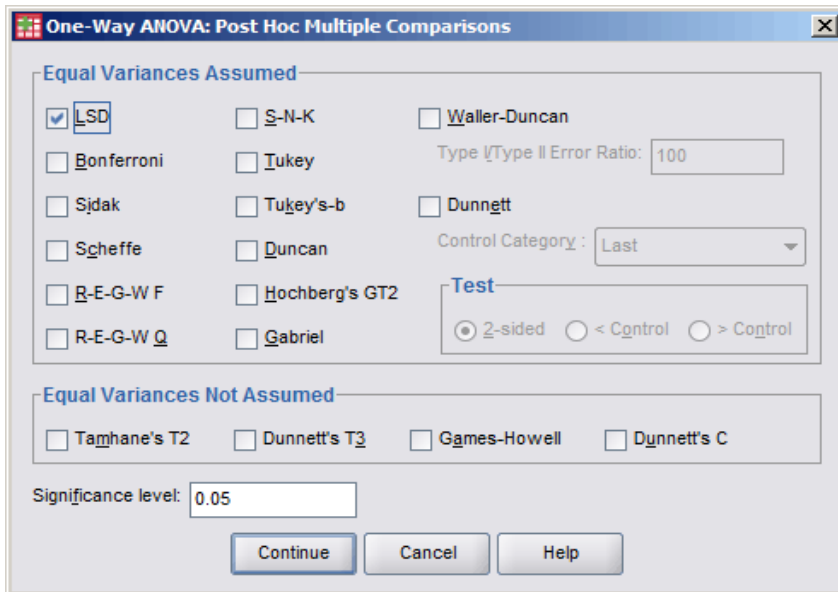 One-Way ANOVA: Post Hoc Multiple Comparisons
Equal Variances Assumed
LSD S-N-K Waller-Duncan
Bonferroni Tukey Type I/Type II Error Ratio: 100
Sidak Tukey's-b Dunnett
Scheffe Duncan Control Category : Last
R-E-G-W F Hochberg's GT2 Test
R-E-G-W Q Gabriel 2-sided < Control > Control
Equal Variances Not Assumed
Tamhane's T2 Dunnett's T3 Games-Howell Dunnett's C
Significance level: 0.05
Continue Cancel Help